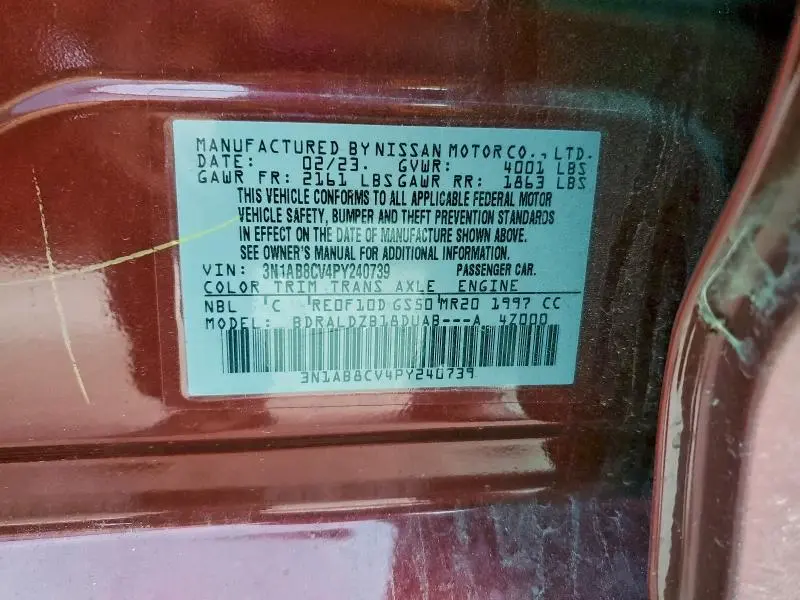 MANUFACTURED BY NISSAN MOTOR CO., LTD.
DATE: 02/23. GVWR: 4001 LBS
GAWR FR: 2161 LBS GAWR RR: 1863 LBS
THIS VEHICLE CONFORMS TO ALL APPLICABLE FEDERAL MOTOR
VEHICLE SAFETY, BUMPER AND THEFT PREVENTION STANDARDS
IN EFFECT ON THE DATE OF MANUFACTURE SHOWN ABOVE.
SEE OWNER'S MANUAL FOR ADDITIONAL INFORMATION.
VIN: 3N1AB8CV4PY240739 PASSENGER CAR.
COLOR TRIM TRANS AXLE ENGINE
NBL 'C RE0F10D GS50 MR20 1997 CC
MODEL: BDRALDZB18DUAB---A 47000
3N1AB8CV4PY240739